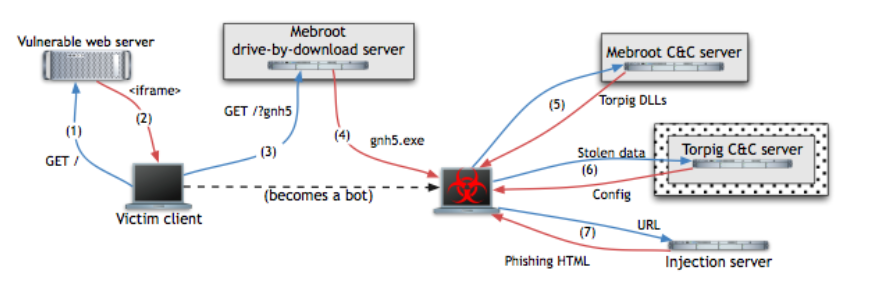 Vulnerable web server
<iframe>
(1)
(2)
GET /
Victim client
Mebroot
drive-by-download server
GET /?gnh5
(3)
(4)
gnh5.exe
(becomes a bot)
Mebroot C&C server
(5)
Torpig DLLs
Torpig C&C server
Stolen data
(6)
Config
URL
(7)
Phishing HTML
Injection server